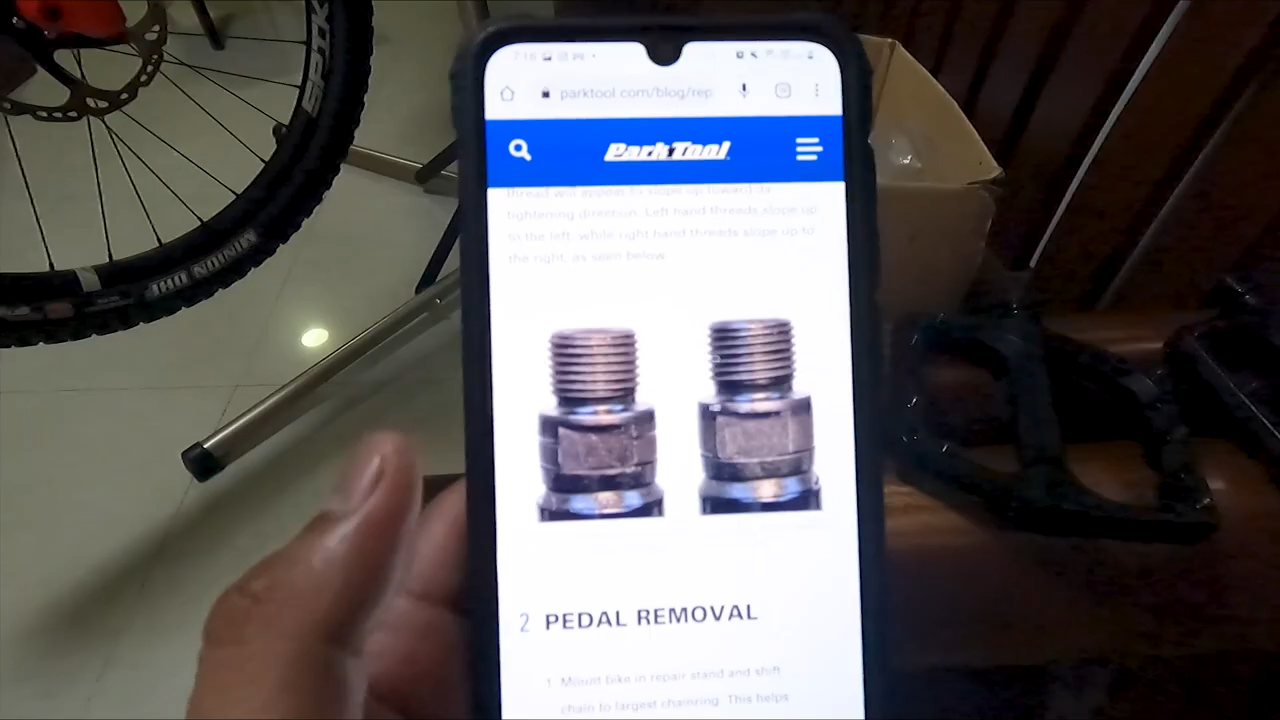 SPIK
MINION DHF
parktool.com/blog/rep
ParkTool
thread will appear to slope up toward its
tightening direction. Left hand threads slope up
to the left, while right hand threads slope up to
the right, as seen below.
2 PEDAL REMOVAL
1 Mount bike in repair stand and shift
chain to largest chainring. This helps